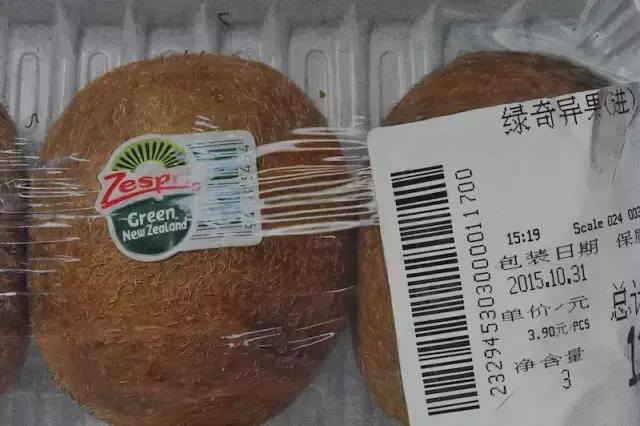 Zespri
Green
New Zealand
绿奇异果(进)
2329453030000011700
15:19
Scale 024
包装日期
2015.10.31
单价/元
3.90元/PCS
净含量
3